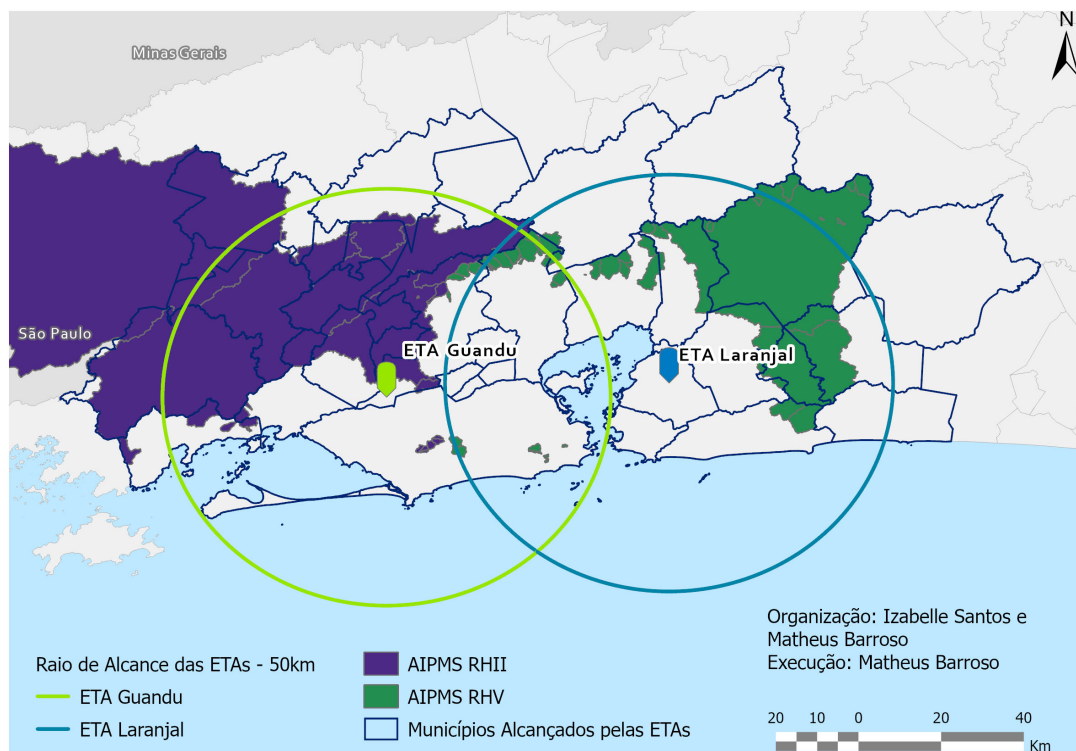 Minas Gerais
N
São Paulo
ETA Guandu
ETA Laranjal
Organização: Izabelle Santos e
Matheus Barroso
Execução: Matheus Barroso
Raio de Alcance das ETAs - 50km
ETA Guandu
ETA Laranjal
AIPMS RHII
AIPMS RHV
Municípios Alcançados pelas ETAs
20 10 0 20 40
Km